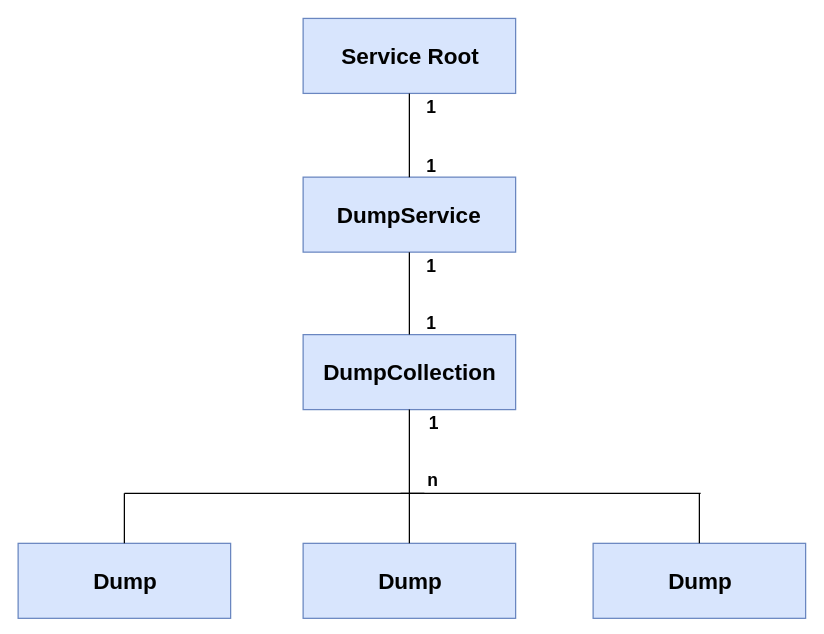 Service Root
1
1
DumpService
1
1
DumpCollection
1
n
Dump
Dump
Dump